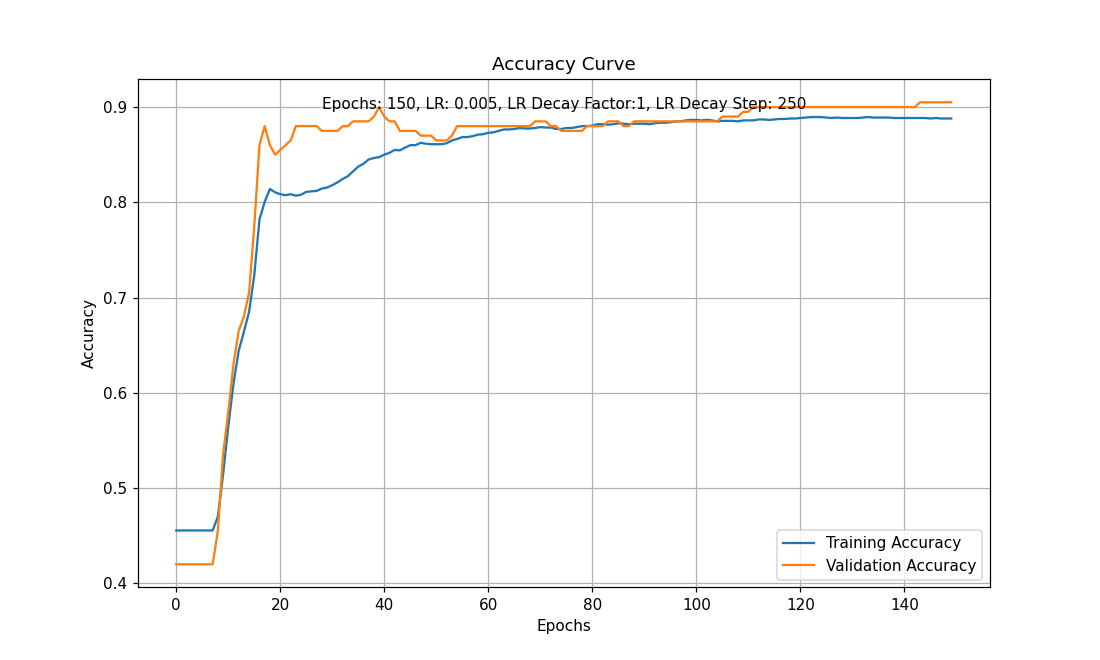 Accuracy Curve
Epochs: 150, LR: 0.005, LR Decay Factor:1, LR Decay Step: 250
Accuracy
0.9
0.8
0.7
0.6
0.5
0.4
0 20 40 60 80 100 120 140
Epochs
Training Accuracy
Validation Accuracy